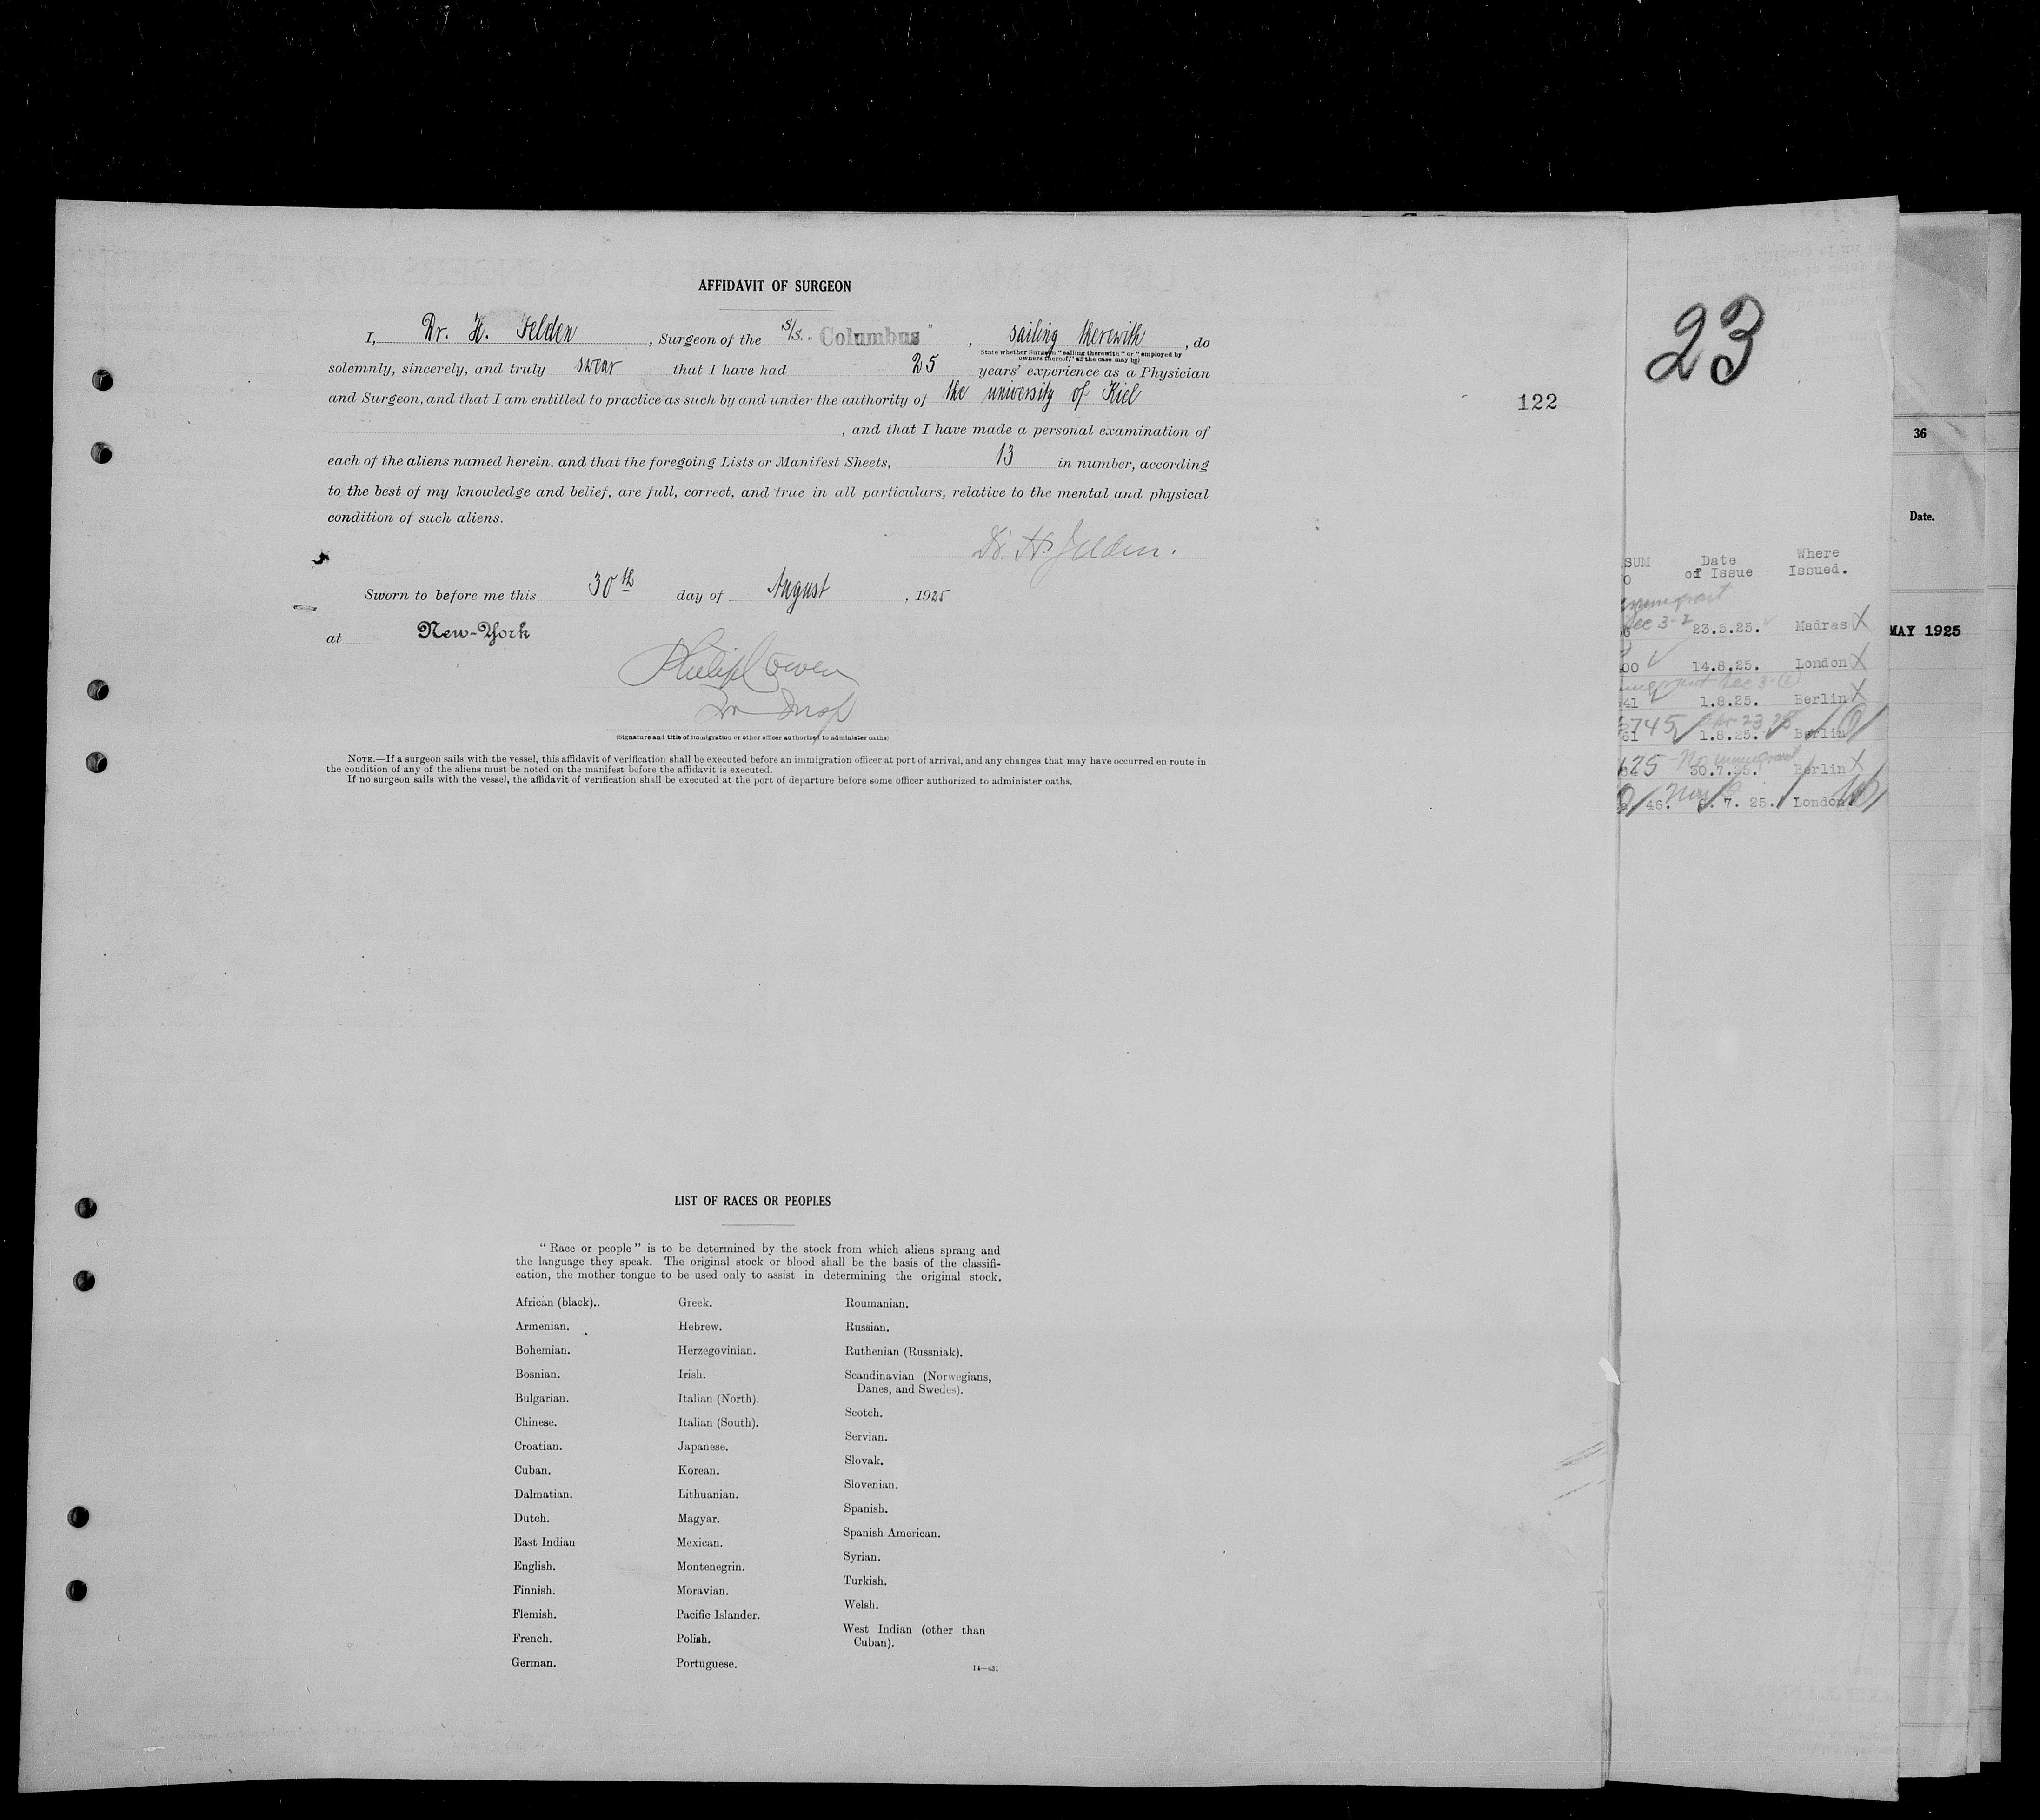 AFFIDAVIT OF SURGEON
I, Dr. H. Felden, Surgeon of the S/S. "Columbus", sailing therewith, do
State whether Surgeon "sailing therewith" or "employed by
owners thereof," as the case may be)
solemnly, sincerely, and truly swear that I have had 25 years' experience as a Physician
and Surgeon, and that I am entitled to practice as such by and under the authority of the university of Kiel
, and that I have made a personal examination of
each of the aliens named herein, and that the foregoing Lists or Manifest Sheets, 13 in number, according
to the best of my knowledge and belief, are full, correct, and true in all particulars, relative to the mental and physical
condition of such aliens.
Dr. H. Felden.
Sworn to before me this 30th day of August, 1925
at New-York
Philip Cowen
Im Insp
(Signature and title of immigration or other officer authorized to administer oaths)
NOTE.—If a surgeon sails with the vessel, this affidavit of verification shall be executed before an immigration officer at port of arrival, and any changes that may have occurred en route in
the condition of any of the aliens must be noted on the manifest before the affidavit is executed.
If no surgeon sails with the vessel, the affidavit of verification shall be executed at the port of departure before some officer authorized to administer oaths.
122
LIST OF RACES OR PEOPLES
"Race or people" is to be determined by the stock from which aliens sprang and
the language they speak. The original stock or blood shall be the basis of the classifi-
cation, the mother tongue to be used only to assist in determining the original stock.
African (black)..
Armenian.
Bohemian.
Bosnian.
Bulgarian.
Chinese.
Croatian.
Cuban.
Dalmatian.
Dutch.
East Indian
English.
Finnish.
Flemish.
French.
German.
Greek.
Hebrew.
Herzegovinian.
Irish.
Italian (North).
Italian (South).
Japanese.
Korean.
Lithuanian.
Magyar.
Mexican.
Montenegrin.
Moravian.
Pacific Islander.
Polish.
Portuguese.
Roumanian.
Russian.
Ruthenian (Russniak).
Scandinavian (Norwegians,
Danes, and Swedes).
Scotch.
Servian.
Slovak.
Slovenian.
Spanish.
Spanish American.
Syrian.
Turkish.
Welsh.
West Indian (other than
Cuban).
14—431
23
Date of Issue
Where Issued.
23.5.25. Madras X
00 14.8.25. London X
41 1.8.25. Berlin X
61 1.8.25. Berlin
30.7.25. Berlin X
46. 7. 25. London
36
Date.
MAY 1925